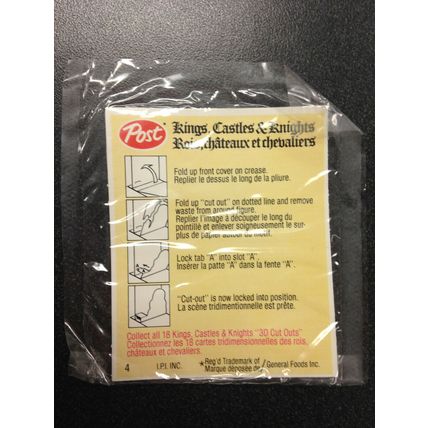 Post
Kings, Castles & Knights
Rois, châteaux et chevaliers
Fold up front cover on crease.
Replier le dessus le long de la pliure.
Fold up "cut out" on dotted line and remove
waste from around figure.
Replier l'image à découper le long du
pointillé et enlever soigneusement le sur-
plus de papier autour du motif.
Lock tab "A" into slot "A".
Insérer la patte "A" dans la fente "A".
"Cut-out" is now locked into position.
La scène tridimentionnelle est prête.
Collect all 18 Kings, Castles & Knights "3D Cut Outs"
Collectionnez les 18 cartes tridimensionnelles des rois,
châteaux et chevaliers.
4 I.P.I. INC. *Reg'd Trademark of
Marque déposée de / General Foods Inc.